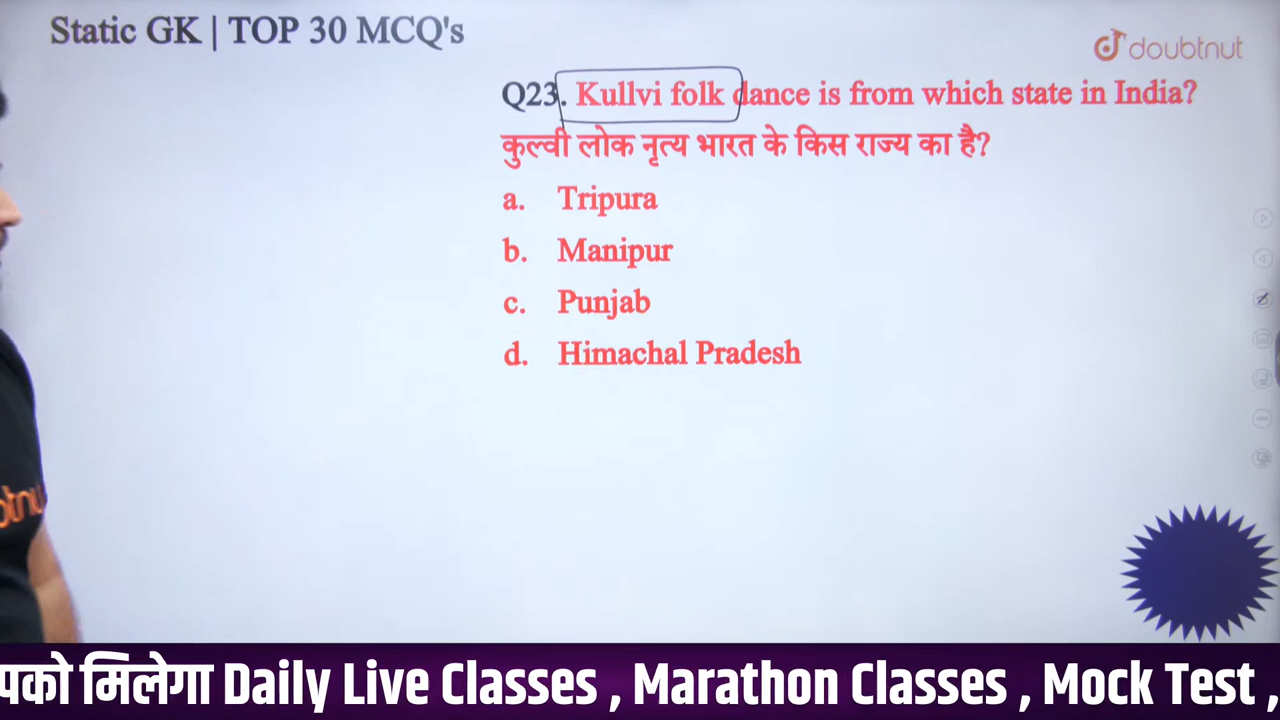 Static GK | TOP 30 MCQ's
doubtnut
Q23. Kullvi folk dance is from which state in India?
कुल्वी लोक नृत्य भारत के किस राज्य का है?
a. Tripura
b. Manipur
c. Punjab
d. Himachal Pradesh
Daily Live Classes , Marathon Classes , Mock Test ,